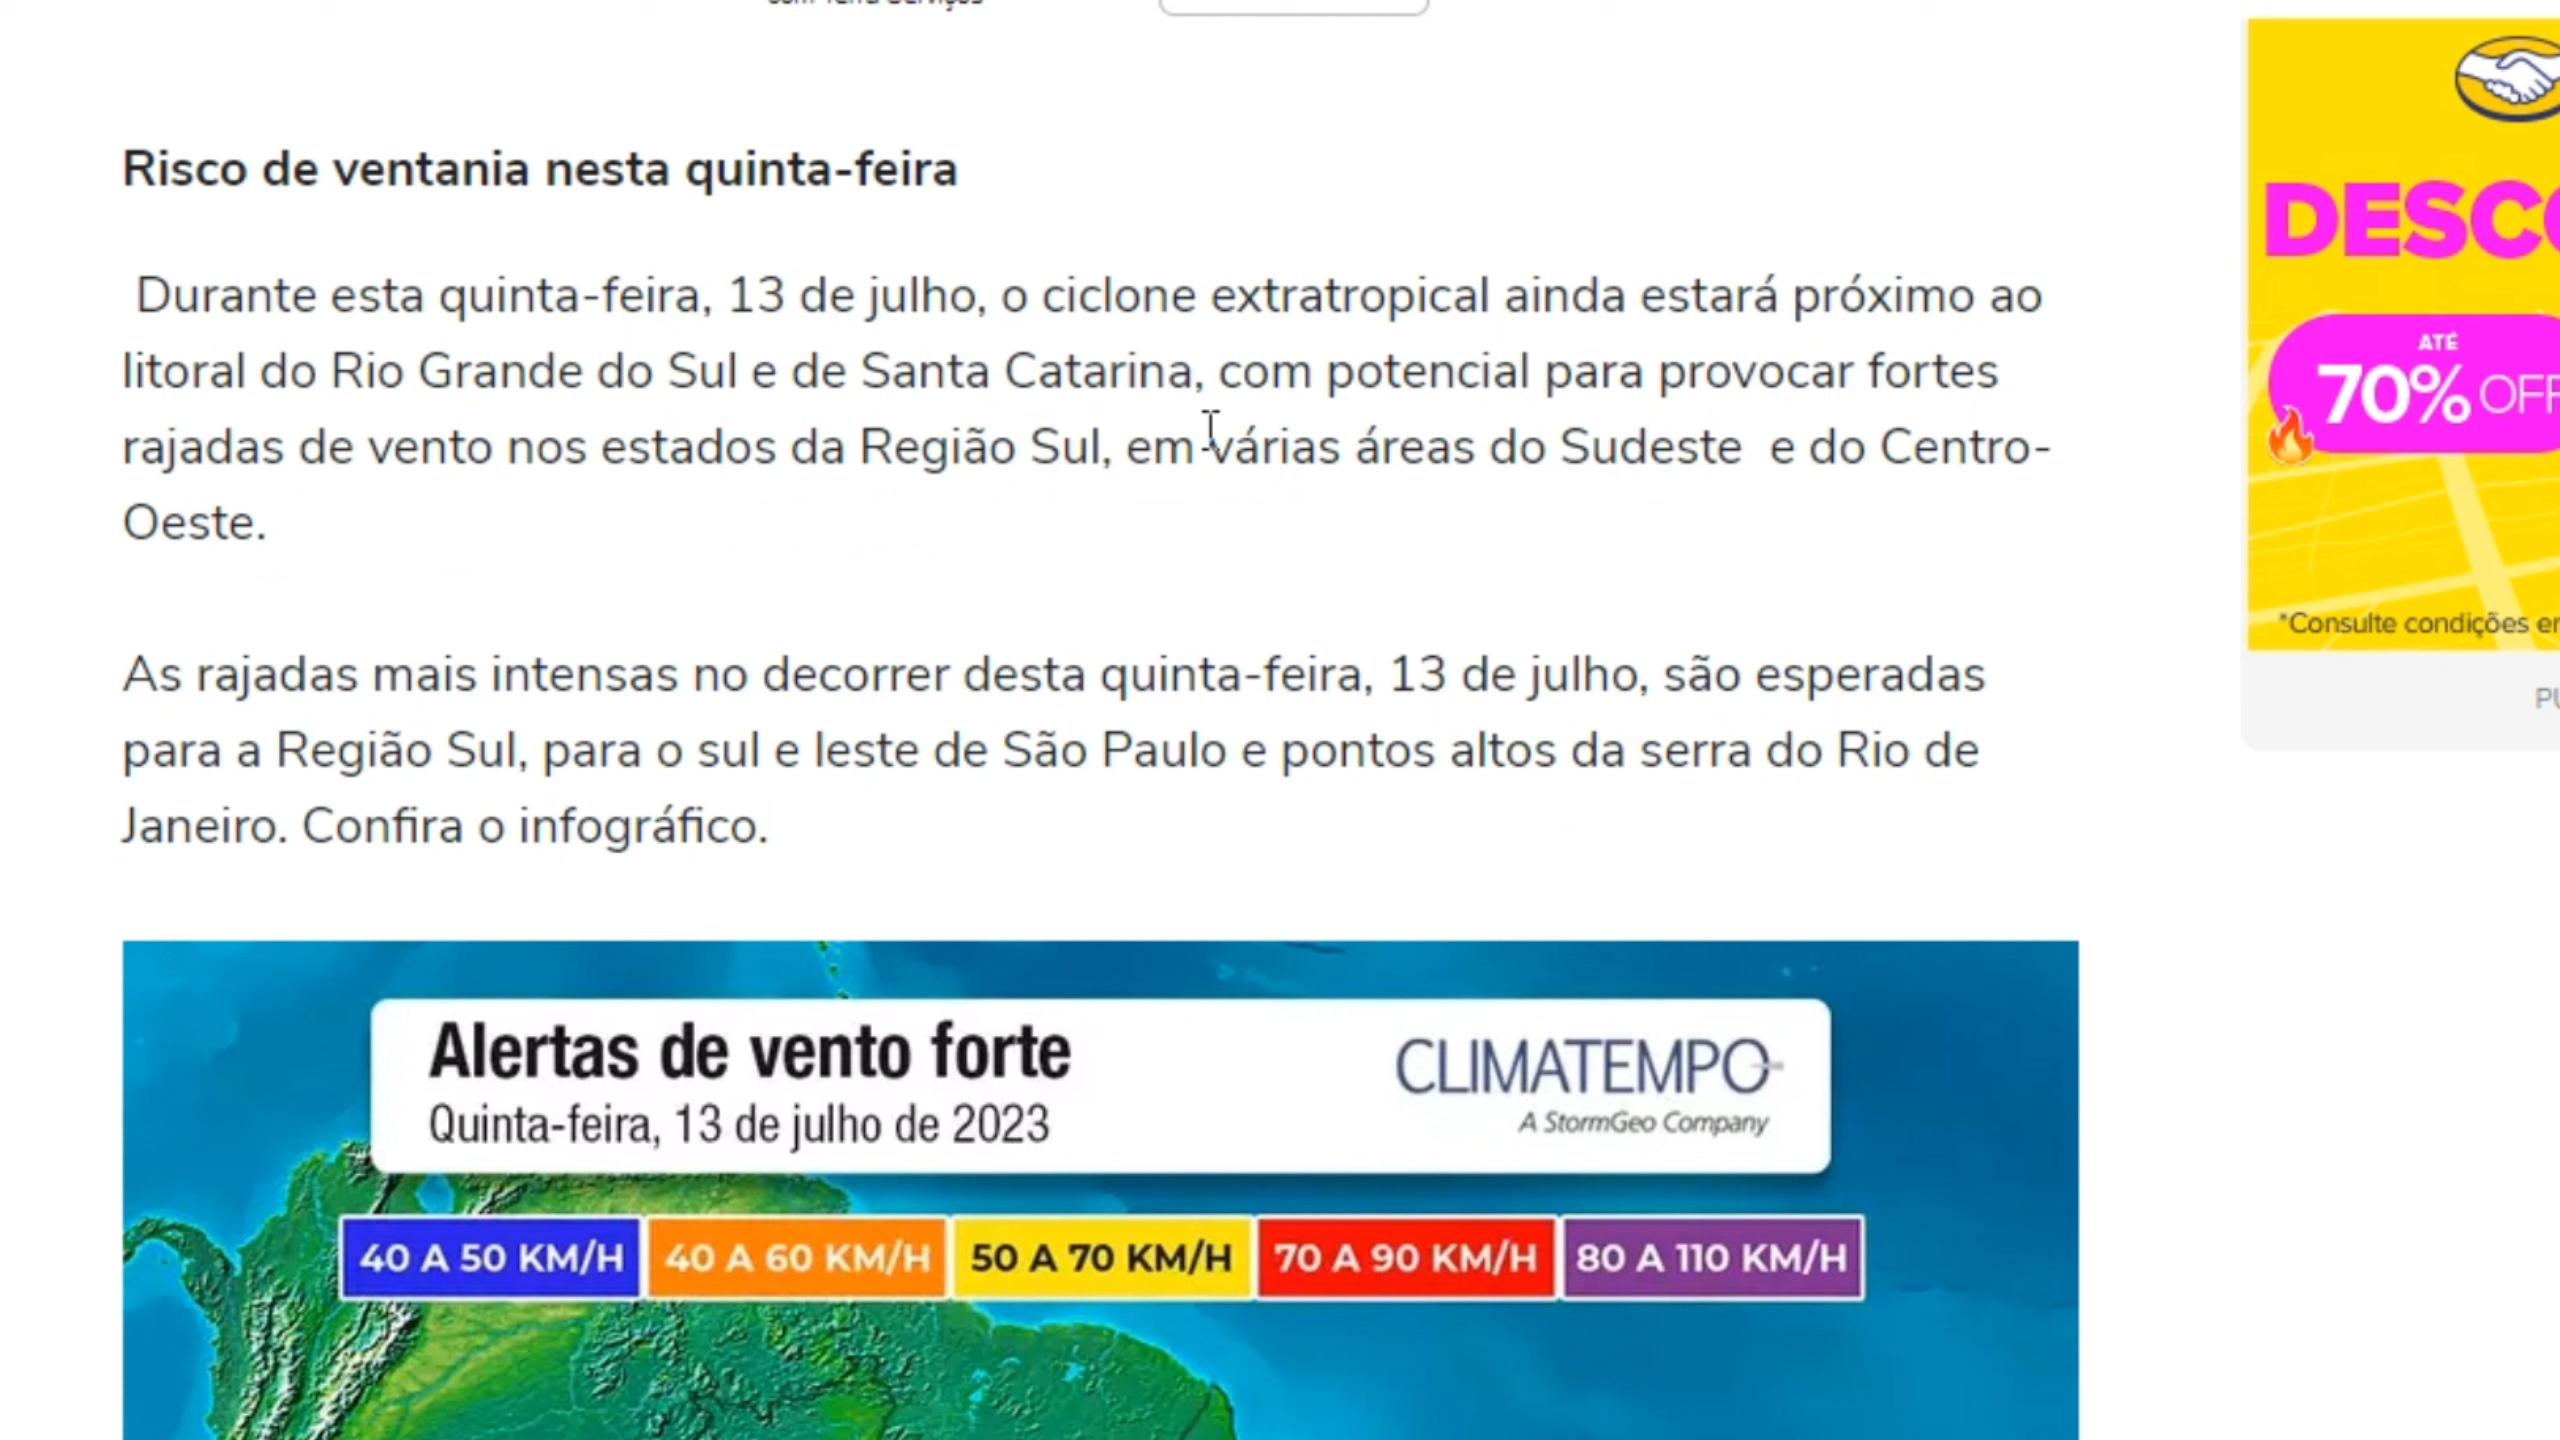 Risco de ventania nesta quinta-feira
Durante esta quinta-feira, 13 de julho, o ciclone extratropical ainda estará próximo ao
litoral do Rio Grande do Sul e de Santa Catarina, com potencial para provocar fortes
rajadas de vento nos estados da Região Sul, em várias áreas do Sudeste e do Centro-
Oeste.
As rajadas mais intensas no decorrer desta quinta-feira, 13 de julho, são esperadas
para a Região Sul, para o sul e leste de São Paulo e pontos altos da serra do Rio de
Janeiro. Confira o infográfico.
Alertas de vento forte
Quinta-feira, 13 de julho de 2023
CLIMATEMPO
A StormGeo Company
40 A 50 KM/H
40 A 60 KM/H
50 A 70 KM/H
70 A 90 KM/H
80 A 110 KM/H
ATÉ
70% OFF
*Consulte condições